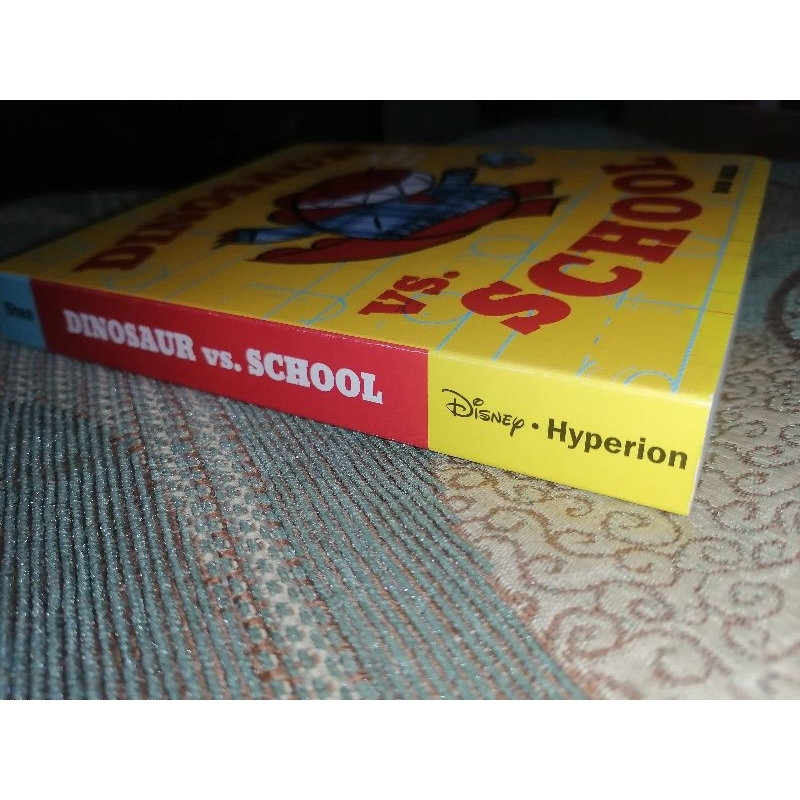 DINOSAUR
vs.
SCHOOL
DINOSAUR vs. SCHOOL
Disney • Hyperion